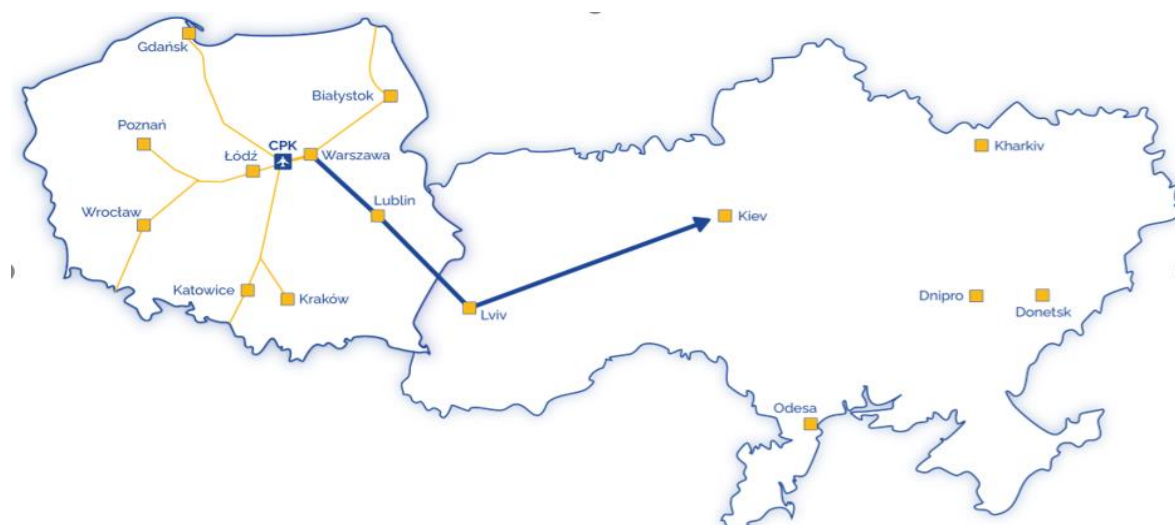 Gdańsk
Białystok
Poznań
CPK
Łódź
Warszawa
Kharkiv
Lublin
Wrocław
Kiev
Katowice
Kraków
Lviv
Dnipro
Donetsk
Odesa